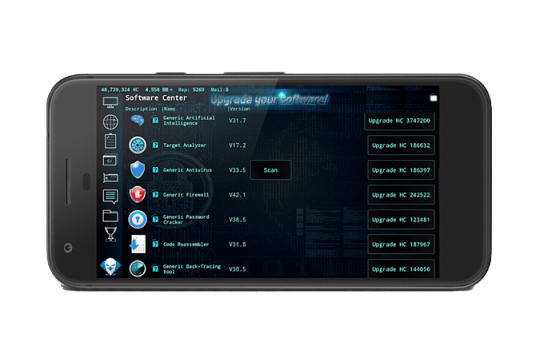 44,739,324 HC 4,558 BB+ Rep: 5269 Mail:0
Software Center
Upgrade your software!
Description |Name |Version
? Generic Artificial Intelligence V31.7 Upgrade HC 3747200
? Target Analyzer V17.2 Upgrade HC 186632
? Generic Antivirus V33.5 Scan Upgrade HC 186397
? Generic Firewall V42.1 Upgrade HC 242522
? Generic Password Cracker V38.5 Upgrade HC 123481
? Code Reassembler V31.8 Upgrade HC 187967
? Generic Back-Tracing tool V30.5 Upgrade HC 144056